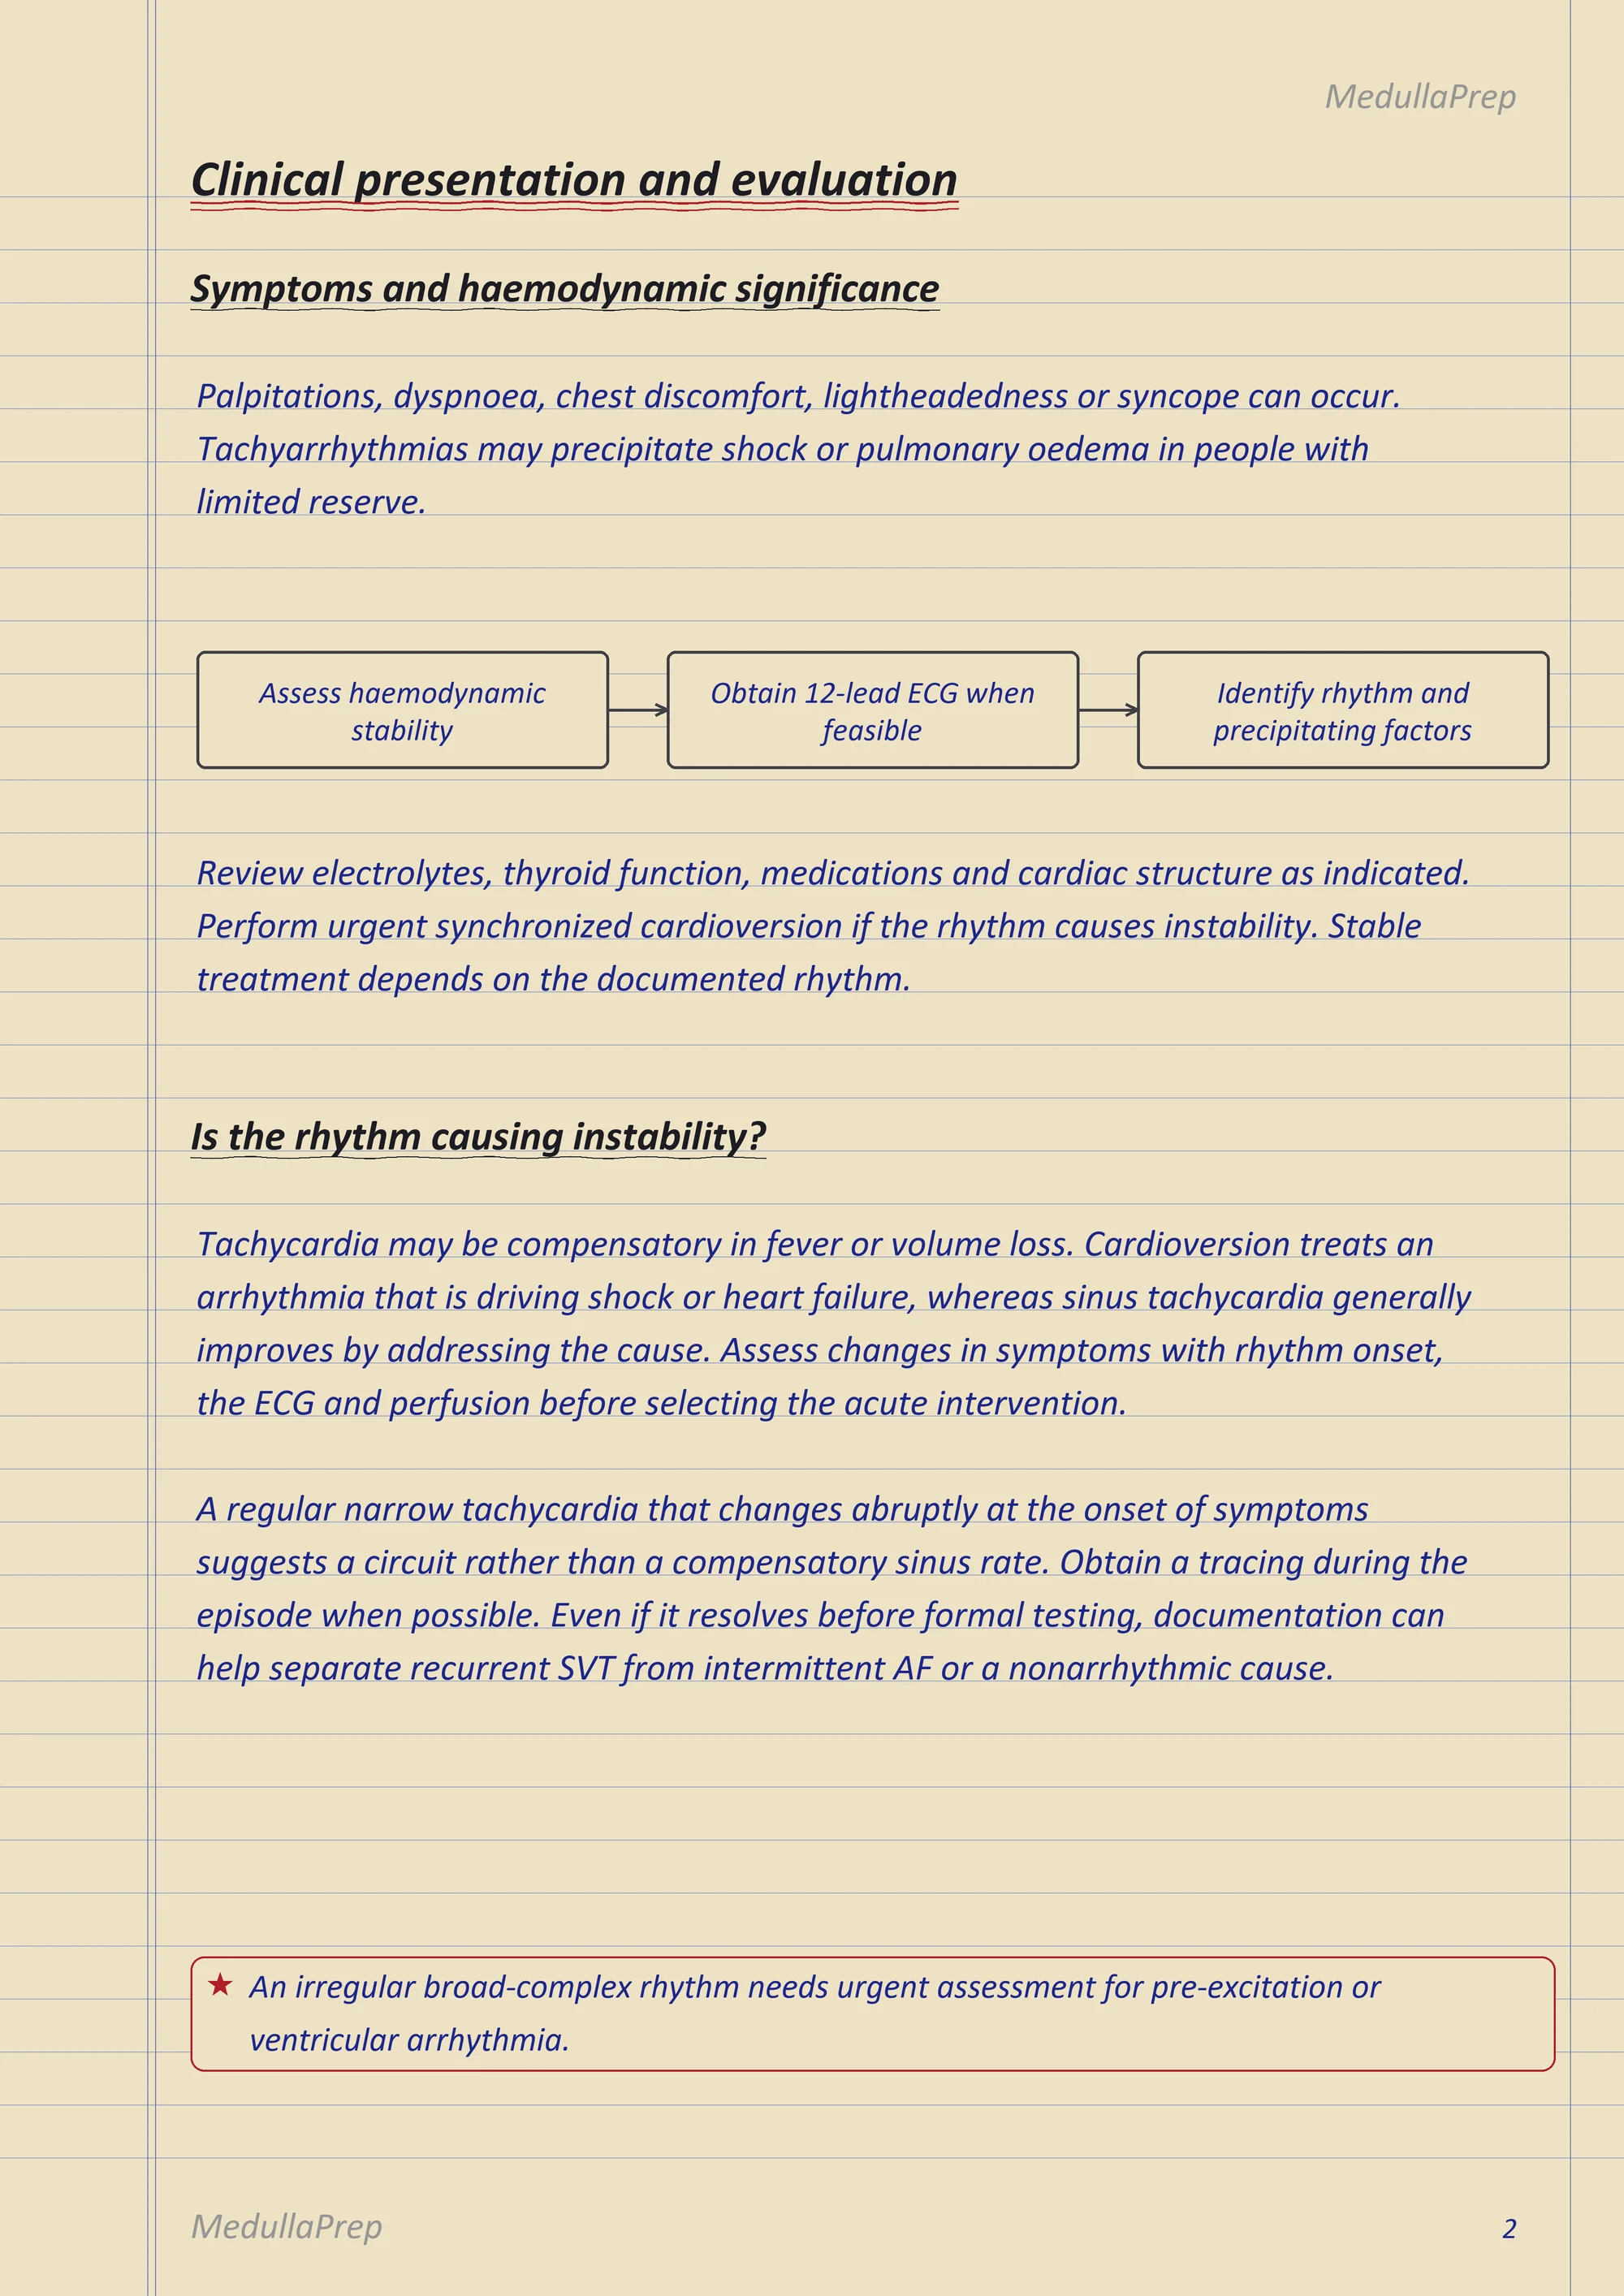 MedullaPrep
Clinical presentation and evaluation
Symptoms and haemodynamic significance
Palpitations, dyspnoea, chest discomfort, lightheadedness or syncope can occur.
Tachyarrhythmias may precipitate shock or pulmonary oedema in people with
limited reserve.
Assess haemodynamic
stability
Obtain 12-lead ECG when
feasible
Identify rhythm and
precipitating factors
Review electrolytes, thyroid function, medications and cardiac structure as indicated.
Perform urgent synchronized cardioversion if the rhythm causes instability. Stable
treatment depends on the documented rhythm.
Is the rhythm causing instability?
Tachycardia may be compensatory in fever or volume loss. Cardioversion treats an
arrhythmia that is driving shock or heart failure, whereas sinus tachycardia generally
improves by addressing the cause. Assess changes in symptoms with rhythm onset,
the ECG and perfusion before selecting the acute intervention.
A regular narrow tachycardia that changes abruptly at the onset of symptoms
suggests a circuit rather than a compensatory sinus rate. Obtain a tracing during the
episode when possible. Even if it resolves before formal testing, documentation can
help separate recurrent SVT from intermittent AF or a nonarrhythmic cause.
★ An irregular broad-complex rhythm needs urgent assessment for pre-excitation or
ventricular arrhythmia.
MedullaPrep
2